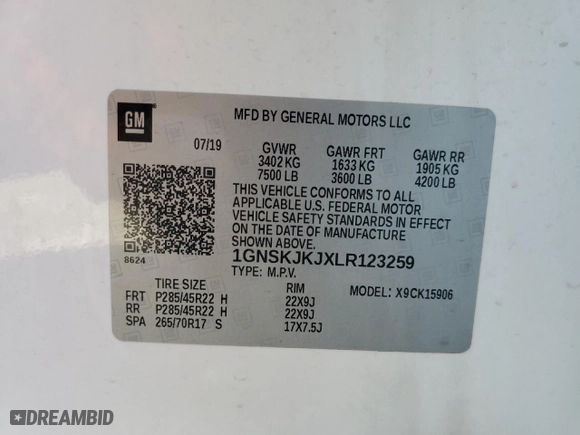 GM
MFD BY GENERAL MOTORS LLC
07/19
GVWR GAWR FRT GAWR RR
3402 KG 1633 KG 1905 KG
7500 LB 3600 LB 4200 LB
THIS VEHICLE CONFORMS TO ALL
APPLICABLE U.S. FEDERAL MOTOR
VEHICLE SAFETY STANDARDS IN EFFECT
ON THE DATE OF MANUFACTURE
SHOWN ABOVE.
8624
1GNSKJKJXLR123259
TYPE: M.P.V.
TIRE SIZE RIM MODEL: X9CK15906
FRT P285/45R22 H 22X9J
RR P285/45R22 H 22X9J
SPA 265/70R17 S 17X7.5J
DREAMBID